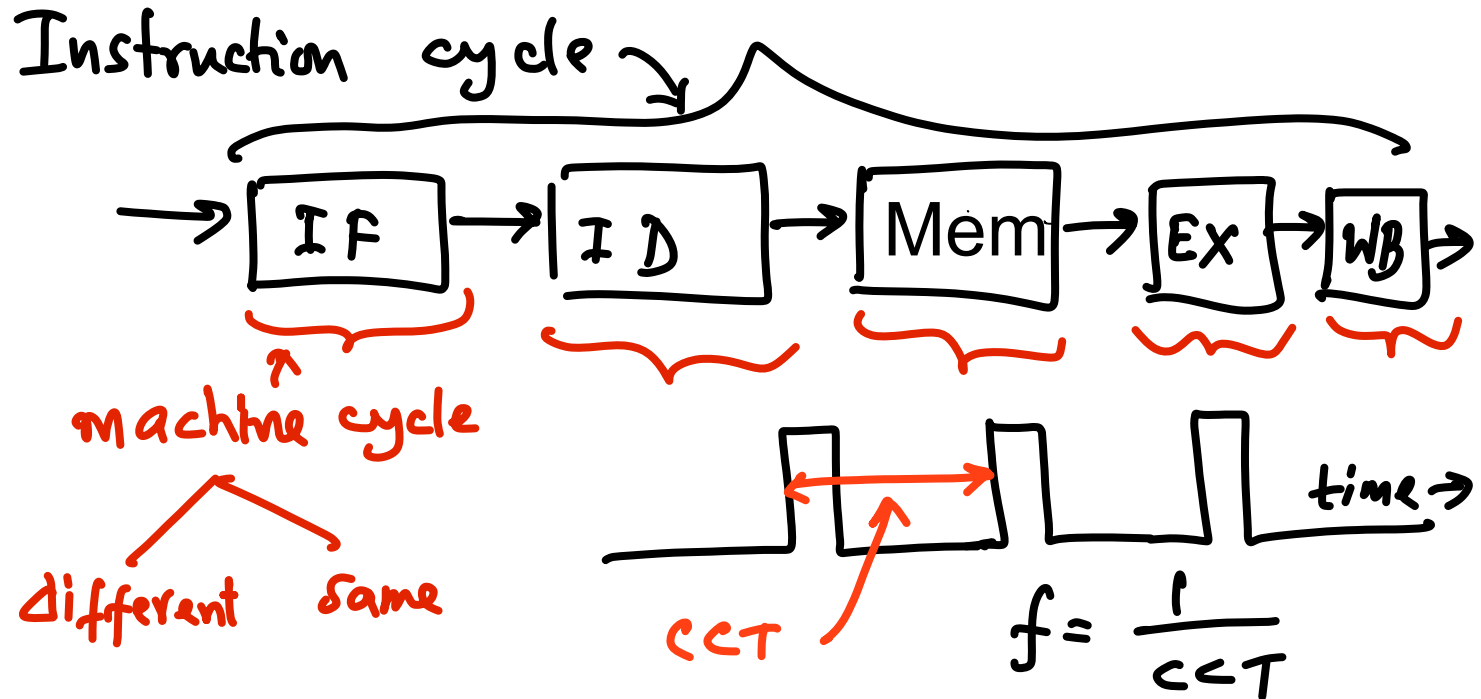 Instruction cycle
IF ID Mem EX WB
machine cycle
different same
time
CCT
f = 1
CCT